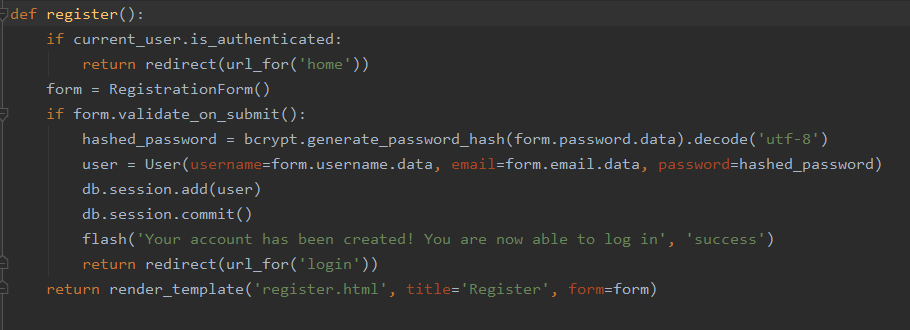 def register():
    if current_user.is_authenticated:
        return redirect(url_for('home'))
    form = RegistrationForm()
    if form.validate_on_submit():
        hashed_password = bcrypt.generate_password_hash(form.password.data).decode('utf-8')
        user = User(username=form.username.data, email=form.email.data, password=hashed_password)
        db.session.add(user)
        db.session.commit()
        flash('Your account has been created! You are now able to log in', 'success')
        return redirect(url_for('login'))
    return render_template('register.html', title='Register', form=form)